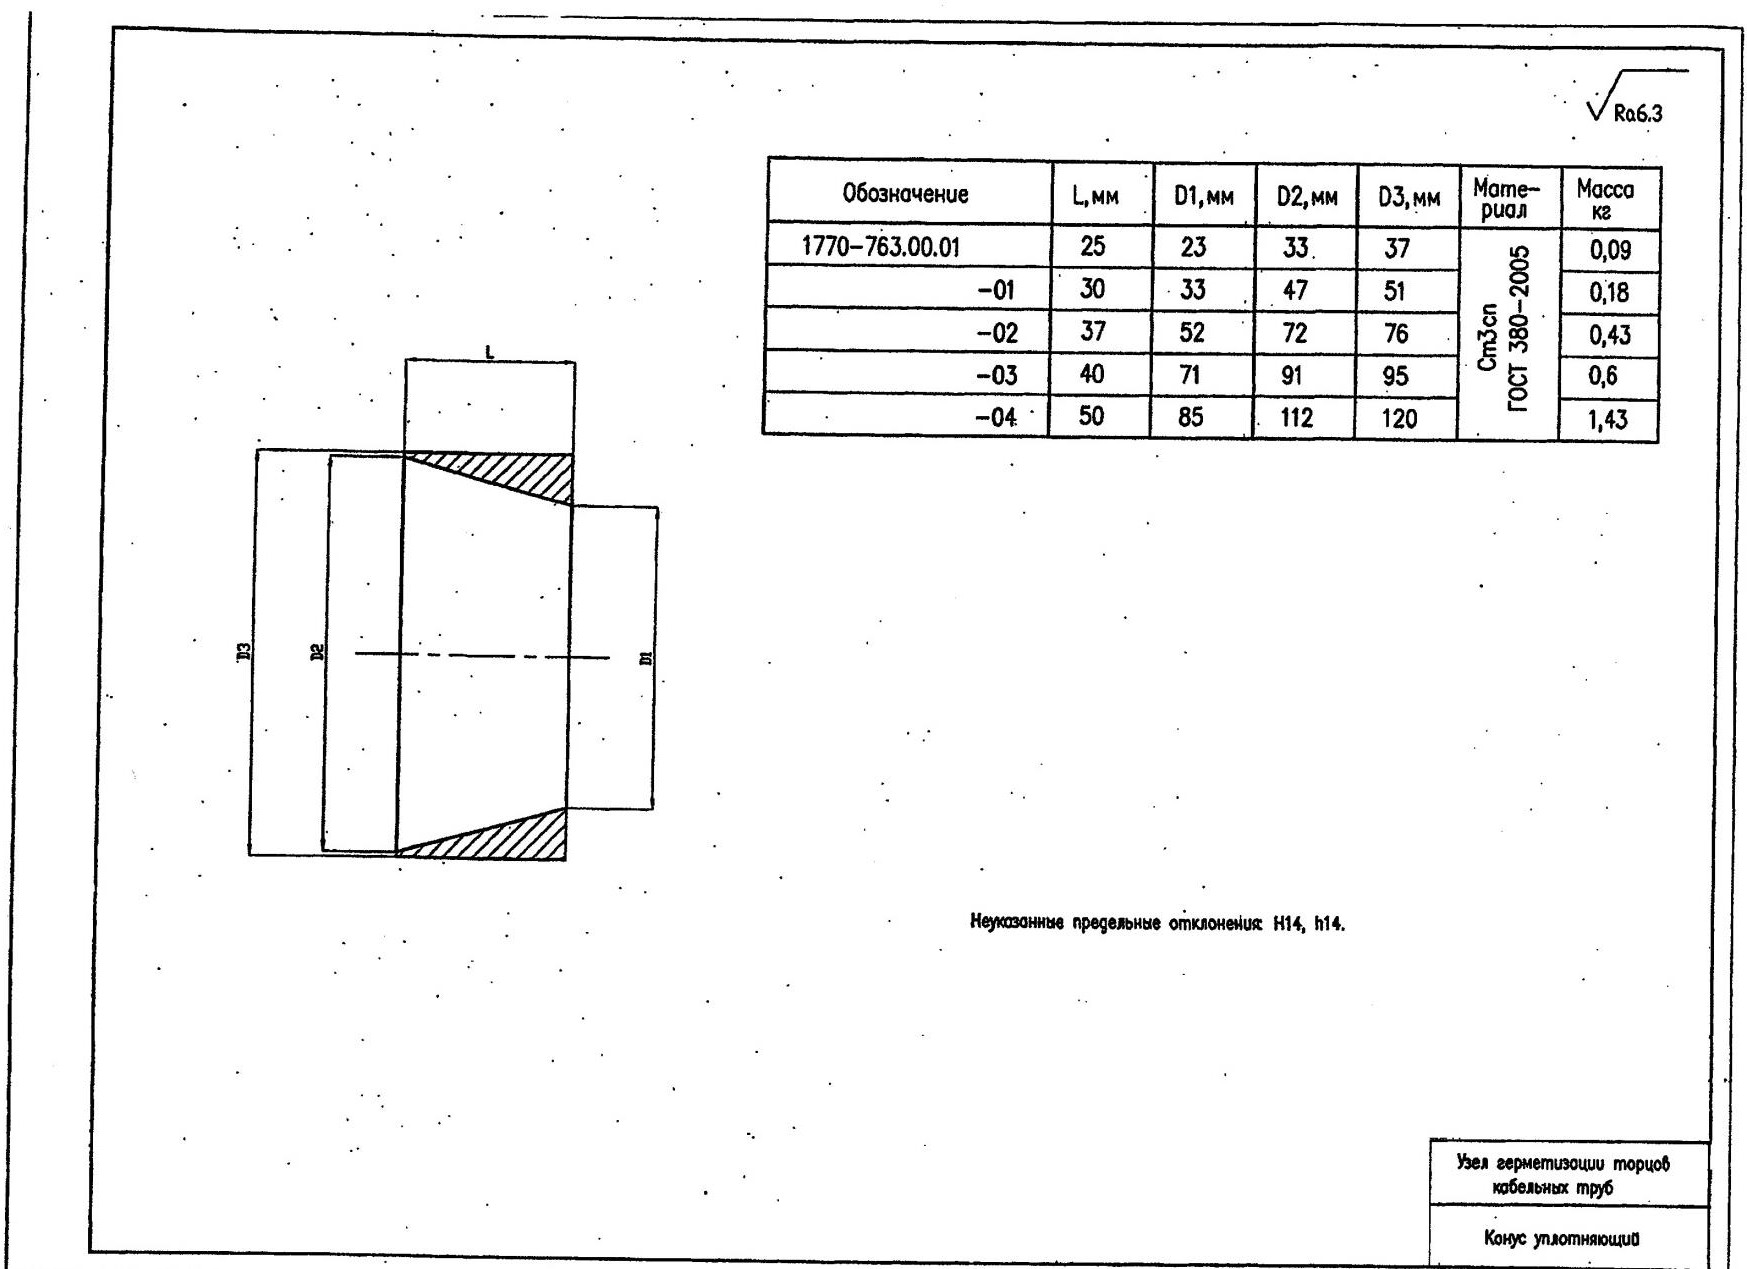 Ra6.3
Обозначение L,мм D1,мм D2,мм D3,мм Мате-риал Масса кг
1770-763.00.01 25 23 33 37 0,09
-01 30 33 47 51 0,18
-02 37 52 72 76 0,43
-03 40 71 91 95 0,6
-04 50 85 112 120 1,43
Ст3сп
ГОСТ 380-2005
L
D3
D2
D1
Неуказанные предельные отклонения: H14, h14.
Узел герметизации торцов
кабельных труб
Конус уплотняющий